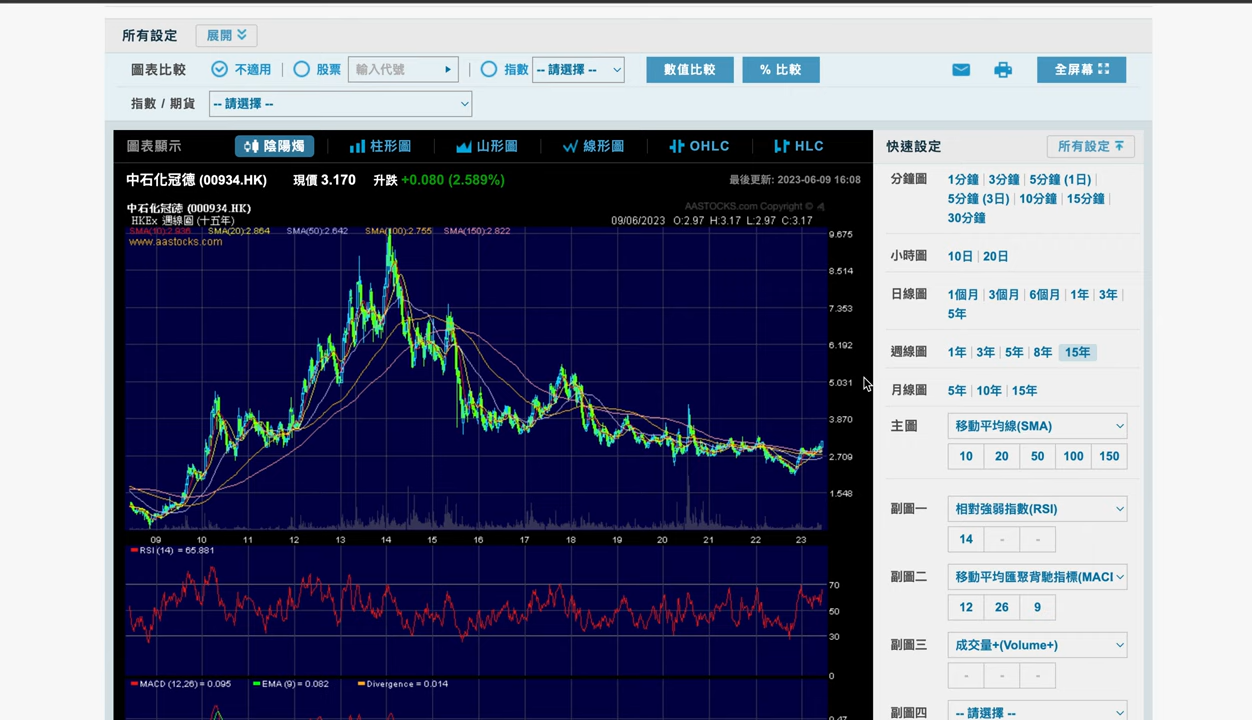 所有設定 展開
圖表比較 不適用 | 股票 輸入代號 | 指數 -- 請選擇 -- 數值比較 % 比較 全屏幕
指數 / 期貨 -- 請選擇 --
圖表顯示 陰陽燭 柱形圖 山形圖 線形圖 OHLC HLC
中石化冠德 (00934.HK) 現價 3.170 升跌 +0.080 (2.589%) 最後更新: 2023-06-09 16:08
中石化冠德 (000934.HK) AASTOCKS.com Copyright ©
HKEx 週線圖 (十五年) 09/06/2023 O:2.97 H:3.17 L:2.97 C:3.17
SMA(10):2.936 SMA(20):2.864 SMA(50):2.642 SMA(100):2.755 SMA(150):2.822
www.aastocks.com
9.675
8.514
7.353
6.192
5.031
3.870
2.709
1.548
09 10 11 12 13 14 15 16 17 18 19 20 21 22 23
RSI (14) = 65.881
70
50
30
0
MACD (12,26) = 0.095 EMA (9) = 0.082 Divergence = 0.014
0.47
快速設定 所有設定
分鐘圖 1分鐘 | 3分鐘 | 5分鐘 (1日) |
5分鐘 (3日) | 10分鐘 | 15分鐘 |
30分鐘
小時圖 10日 | 20日
日線圖 1個月 | 3個月 | 6個月 | 1年 | 3年 |
5年
週線圖 1年 | 3年 | 5年 | 8年 15年
月線圖 5年 | 10年 | 15年
主圖 移動平均線(SMA)
10 20 50 100 150
副圖一 相對強弱指數(RSI)
14 - -
副圖二 移動平均匯聚背馳指標(MACI
12 26 9
副圖三 成交量+(Volume+)
- - -
副圖四 -- 請選擇 --